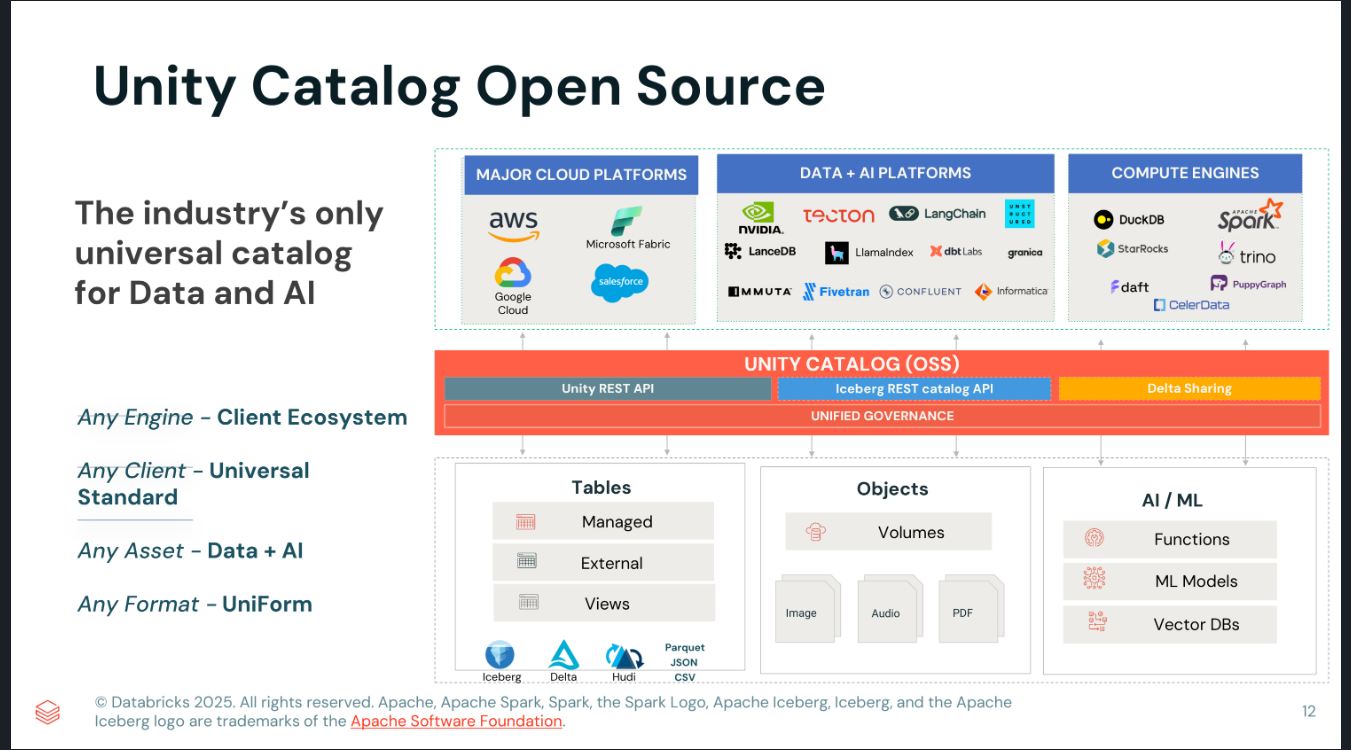 Unity Catalog Open Source
The industry's only
universal catalog
for Data and AI
Any Engine – Client Ecosystem
Any Client – Universal
Standard
Any Asset – Data + AI
Any Format – UniForm
MAJOR CLOUD PLATFORMS
aws
Microsoft Fabric
Google
Cloud
salesforce
DATA + AI PLATFORMS
NVIDIA.
TECTON
LangChain
UNST
RUCT
URED
LanceDB
LlamaIndex
dbt Labs
granica
IMMUTA
Fivetran
CONFLUENT
Informatica
COMPUTE ENGINES
DuckDB
APACHE
Spark
StarRocks
trino
daft
PuppyGraph
CelerData
UNITY CATALOG (OSS)
Unity REST API
Iceberg REST catalog API
Delta Sharing
UNIFIED GOVERNANCE
Tables
Managed
External
Views
Iceberg
Delta
Hudi
Parquet
JSON
CSV
Objects
Volumes
Image
Audio
PDF
AI / ML
Functions
ML Models
Vector DBs
© Databricks 2025. All rights reserved. Apache, Apache Spark, Spark, the Spark Logo, Apache Iceberg, Iceberg, and the Apache
Iceberg logo are trademarks of the Apache Software Foundation.
12